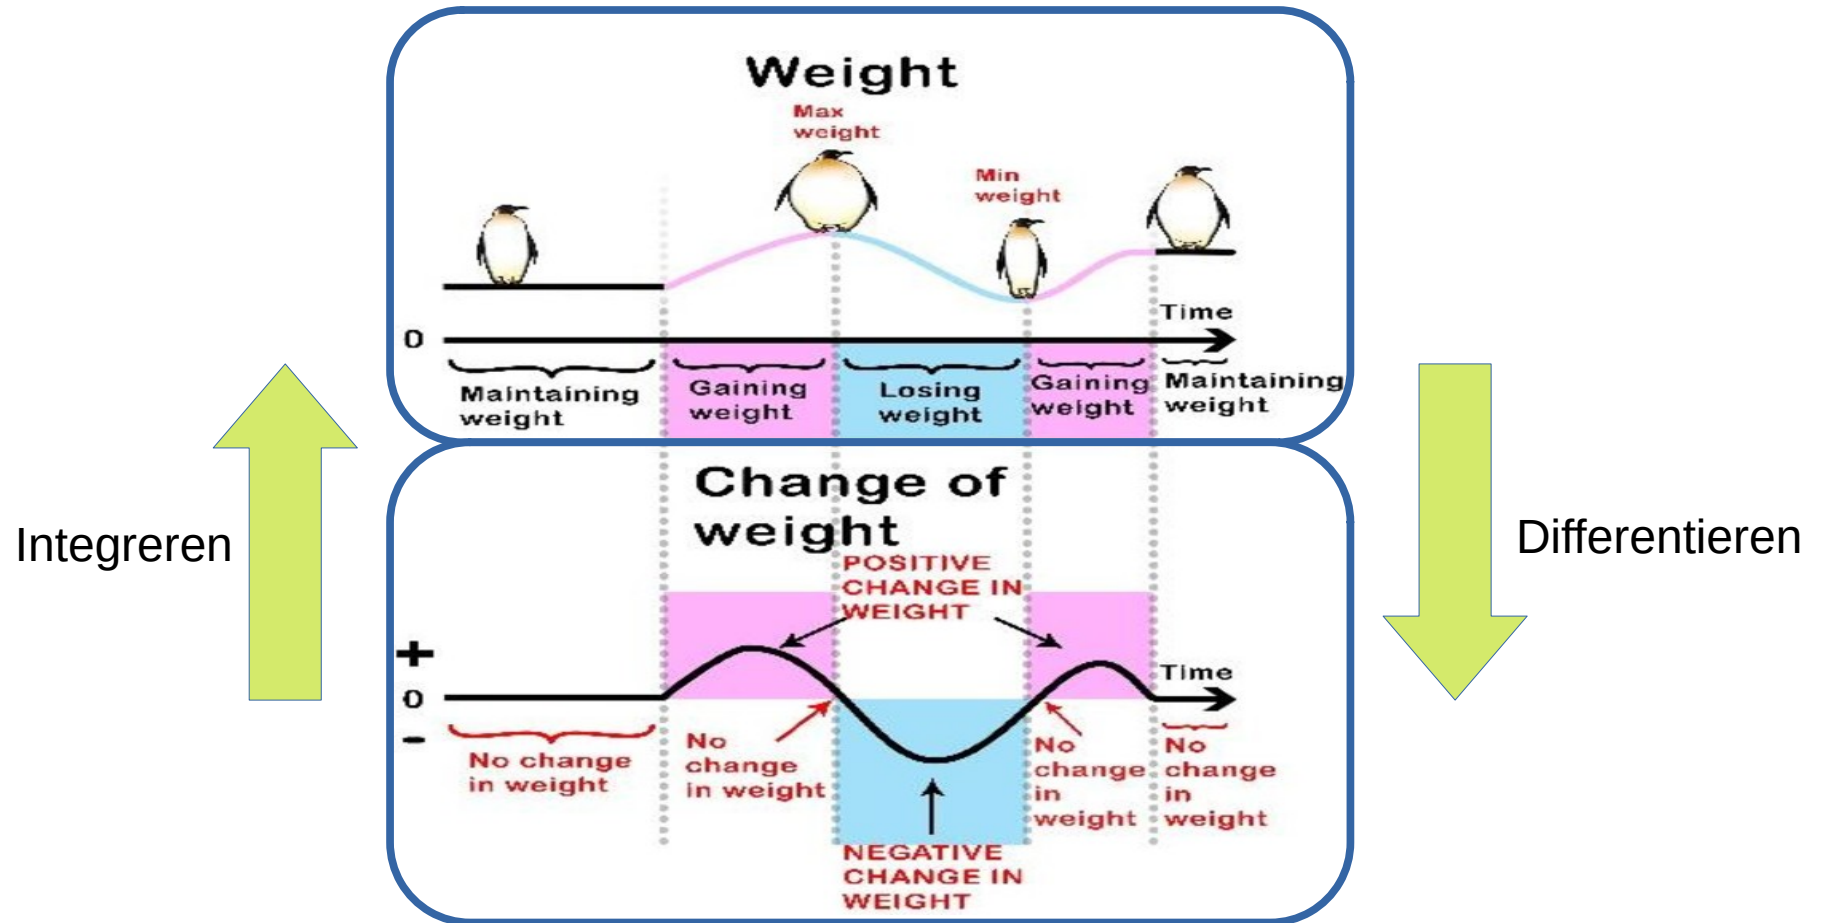 Weight
Max
weight
Min
weight
Time
0
Maintaining
weight
Gaining
weight
Losing
weight
Gaining
weight
Maintaining
weight
Integreren
Differentieren
Change of
weight
POSITIVE
CHANGE IN
WEIGHT
+
0
-
Time
No change
in weight
No
change
in weight
No
change
in
weight
No
change
in
weight
NEGATIVE
CHANGE IN
WEIGHT